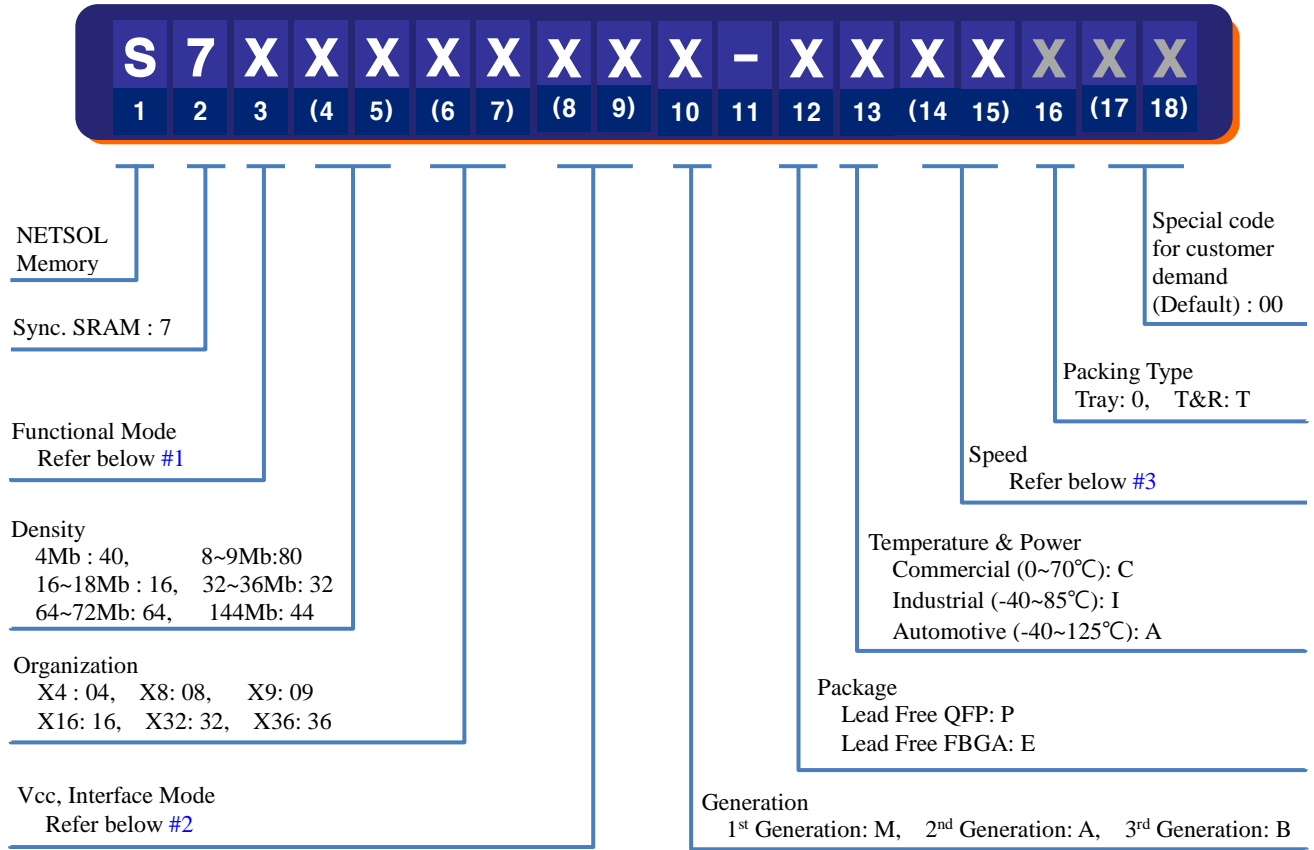 S 7 X X X X X X X X - X X X X X X X
1 2 3 (4 5) (6 7) (8 9) 10 11 12 13 (14 15) 16 (17 18)
NETSOL
Memory
Sync. SRAM : 7
Functional Mode
Refer below #1
Density
4Mb : 40, 8~9Mb:80
16~18Mb : 16, 32~36Mb: 32
64~72Mb: 64, 144Mb: 44
Organization
X4 : 04, X8: 08, X9: 09
X16: 16, X32: 32, X36: 36
Vcc, Interface Mode
Refer below #2
Special code
for customer
demand
(Default) : 00
Packing Type
Tray: 0, T&R: T
Speed
Refer below #3
Temperature & Power
Commercial (0~70℃): C
Industrial (-40~85℃): I
Automotive (-40~125℃): A
Package
Lead Free QFP: P
Lead Free FBGA: E
Generation
1st Generation: M, 2nd Generation: A, 3rd Generation: B